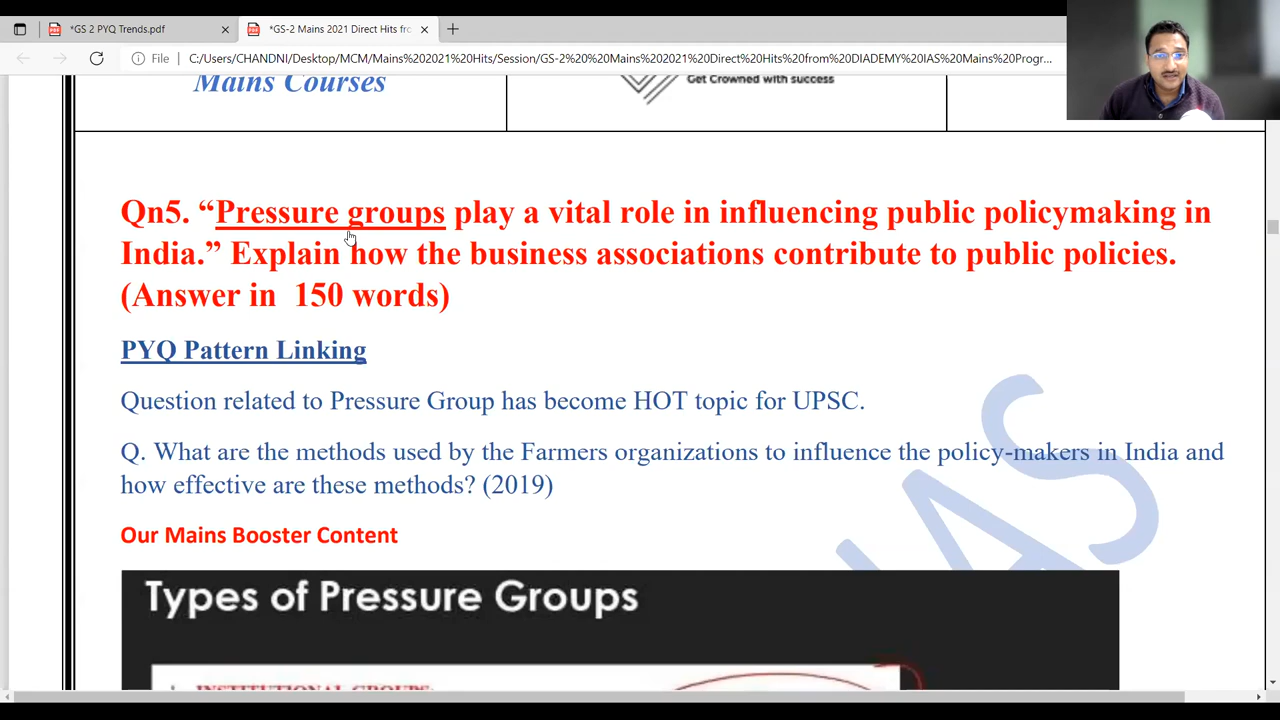 *GS 2 PYQ Trends.pdf
*GS-2 Mains 2021 Direct Hits fro
File
C:/Users/CHANDNI/Desktop/MCM/Mains%202021%20Direct%20Hits/Session/GS-2%20%20Mains%202021%20Direct%20Hits%20from%20DIADEMY%20IAS%20Mains%20Progr...
Mains Courses
Get Crowned with success
Qn5. “Pressure groups play a vital role in influencing public policymaking in
India.” Explain how the business associations contribute to public policies.
(Answer in 150 words)
PYQ Pattern Linking
Question related to Pressure Group has become HOT topic for UPSC.
Q. What are the methods used by the Farmers organizations to influence the policy-makers in India and
how effective are these methods? (2019)
Our Mains Booster Content
IAS
Types of Pressure Groups
INSTITUTIONAL GROUPS: